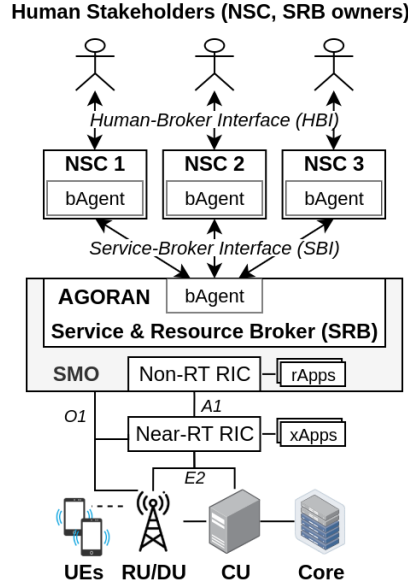 Human Stakeholders (NSC, SRB owners)
Human-Broker Interface (HBI)
NSC 1
NSC 2
NSC 3
bAgent
bAgent
bAgent
Service-Broker Interface (SBI)
AGORAN
bAgent
Service & Resource Broker (SRB)
SMO
Non-RT RIC
rApps
O1
A1
Near-RT RIC
xApps
E2
UEs
RU/DU
CU
Core